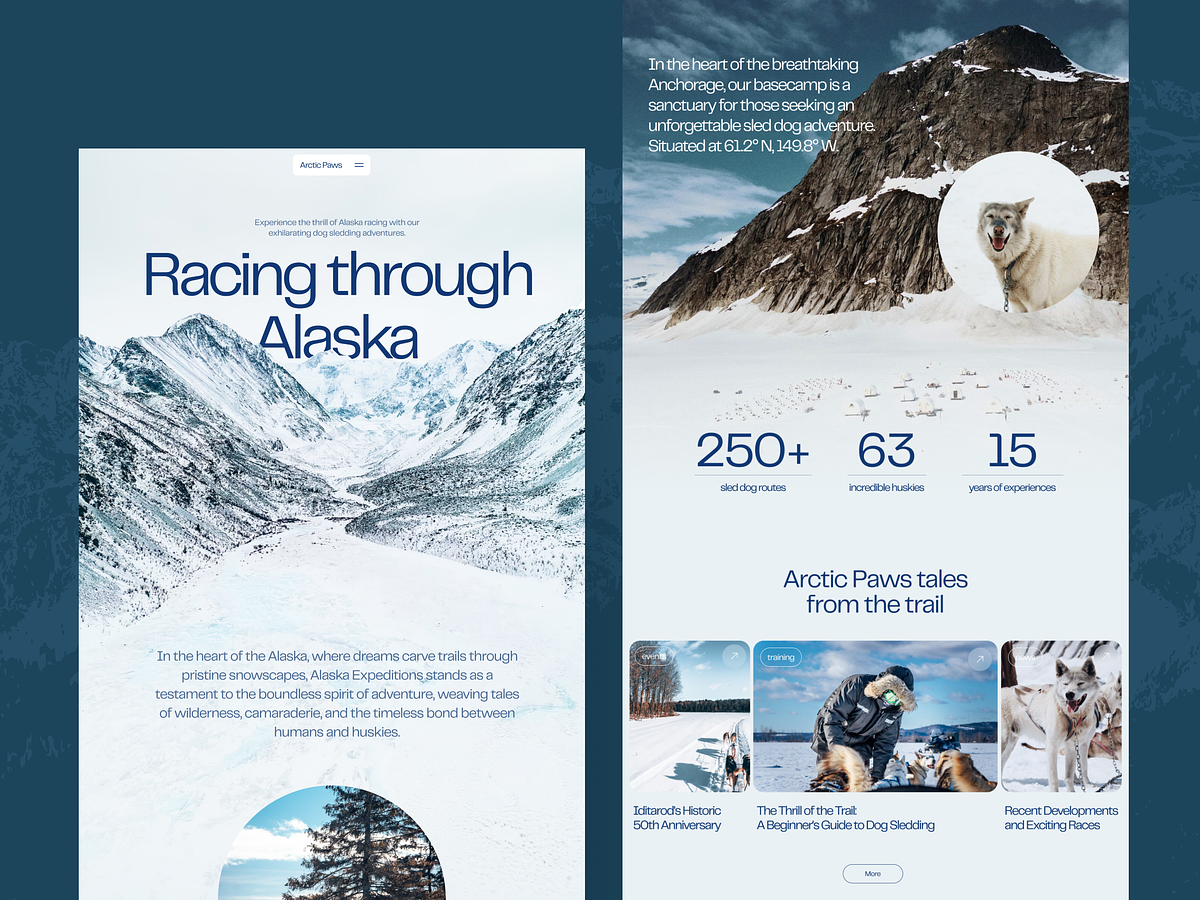 Arctic Paws
Experience the thrill of Alaska racing with our
exhilarating dog sledding adventures.
Racing through
Alaska
In the heart of the Alaska, where dreams carve trails through
pristine snowscapes, Alaska Expeditions stands as a
testament to the boundless spirit of adventure, weaving tales
of wilderness, camaraderie, and the timeless bond between
humans and huskies.
In the heart of the breathtaking
Anchorage, our basecamp is a
sanctuary for those seeking an
unforgettable sled dog adventure.
Situated at 61.2° N, 149.8° W.
250+
sled dog routes
63
incredible huskies
15
years of experiences
Arctic Paws tales
from the trail
events
training
Iditarod's Historic
50th Anniversary
The Thrill of the Trail:
A Beginner's Guide to Dog Sledding
Recent Developments
and Exciting Races
More